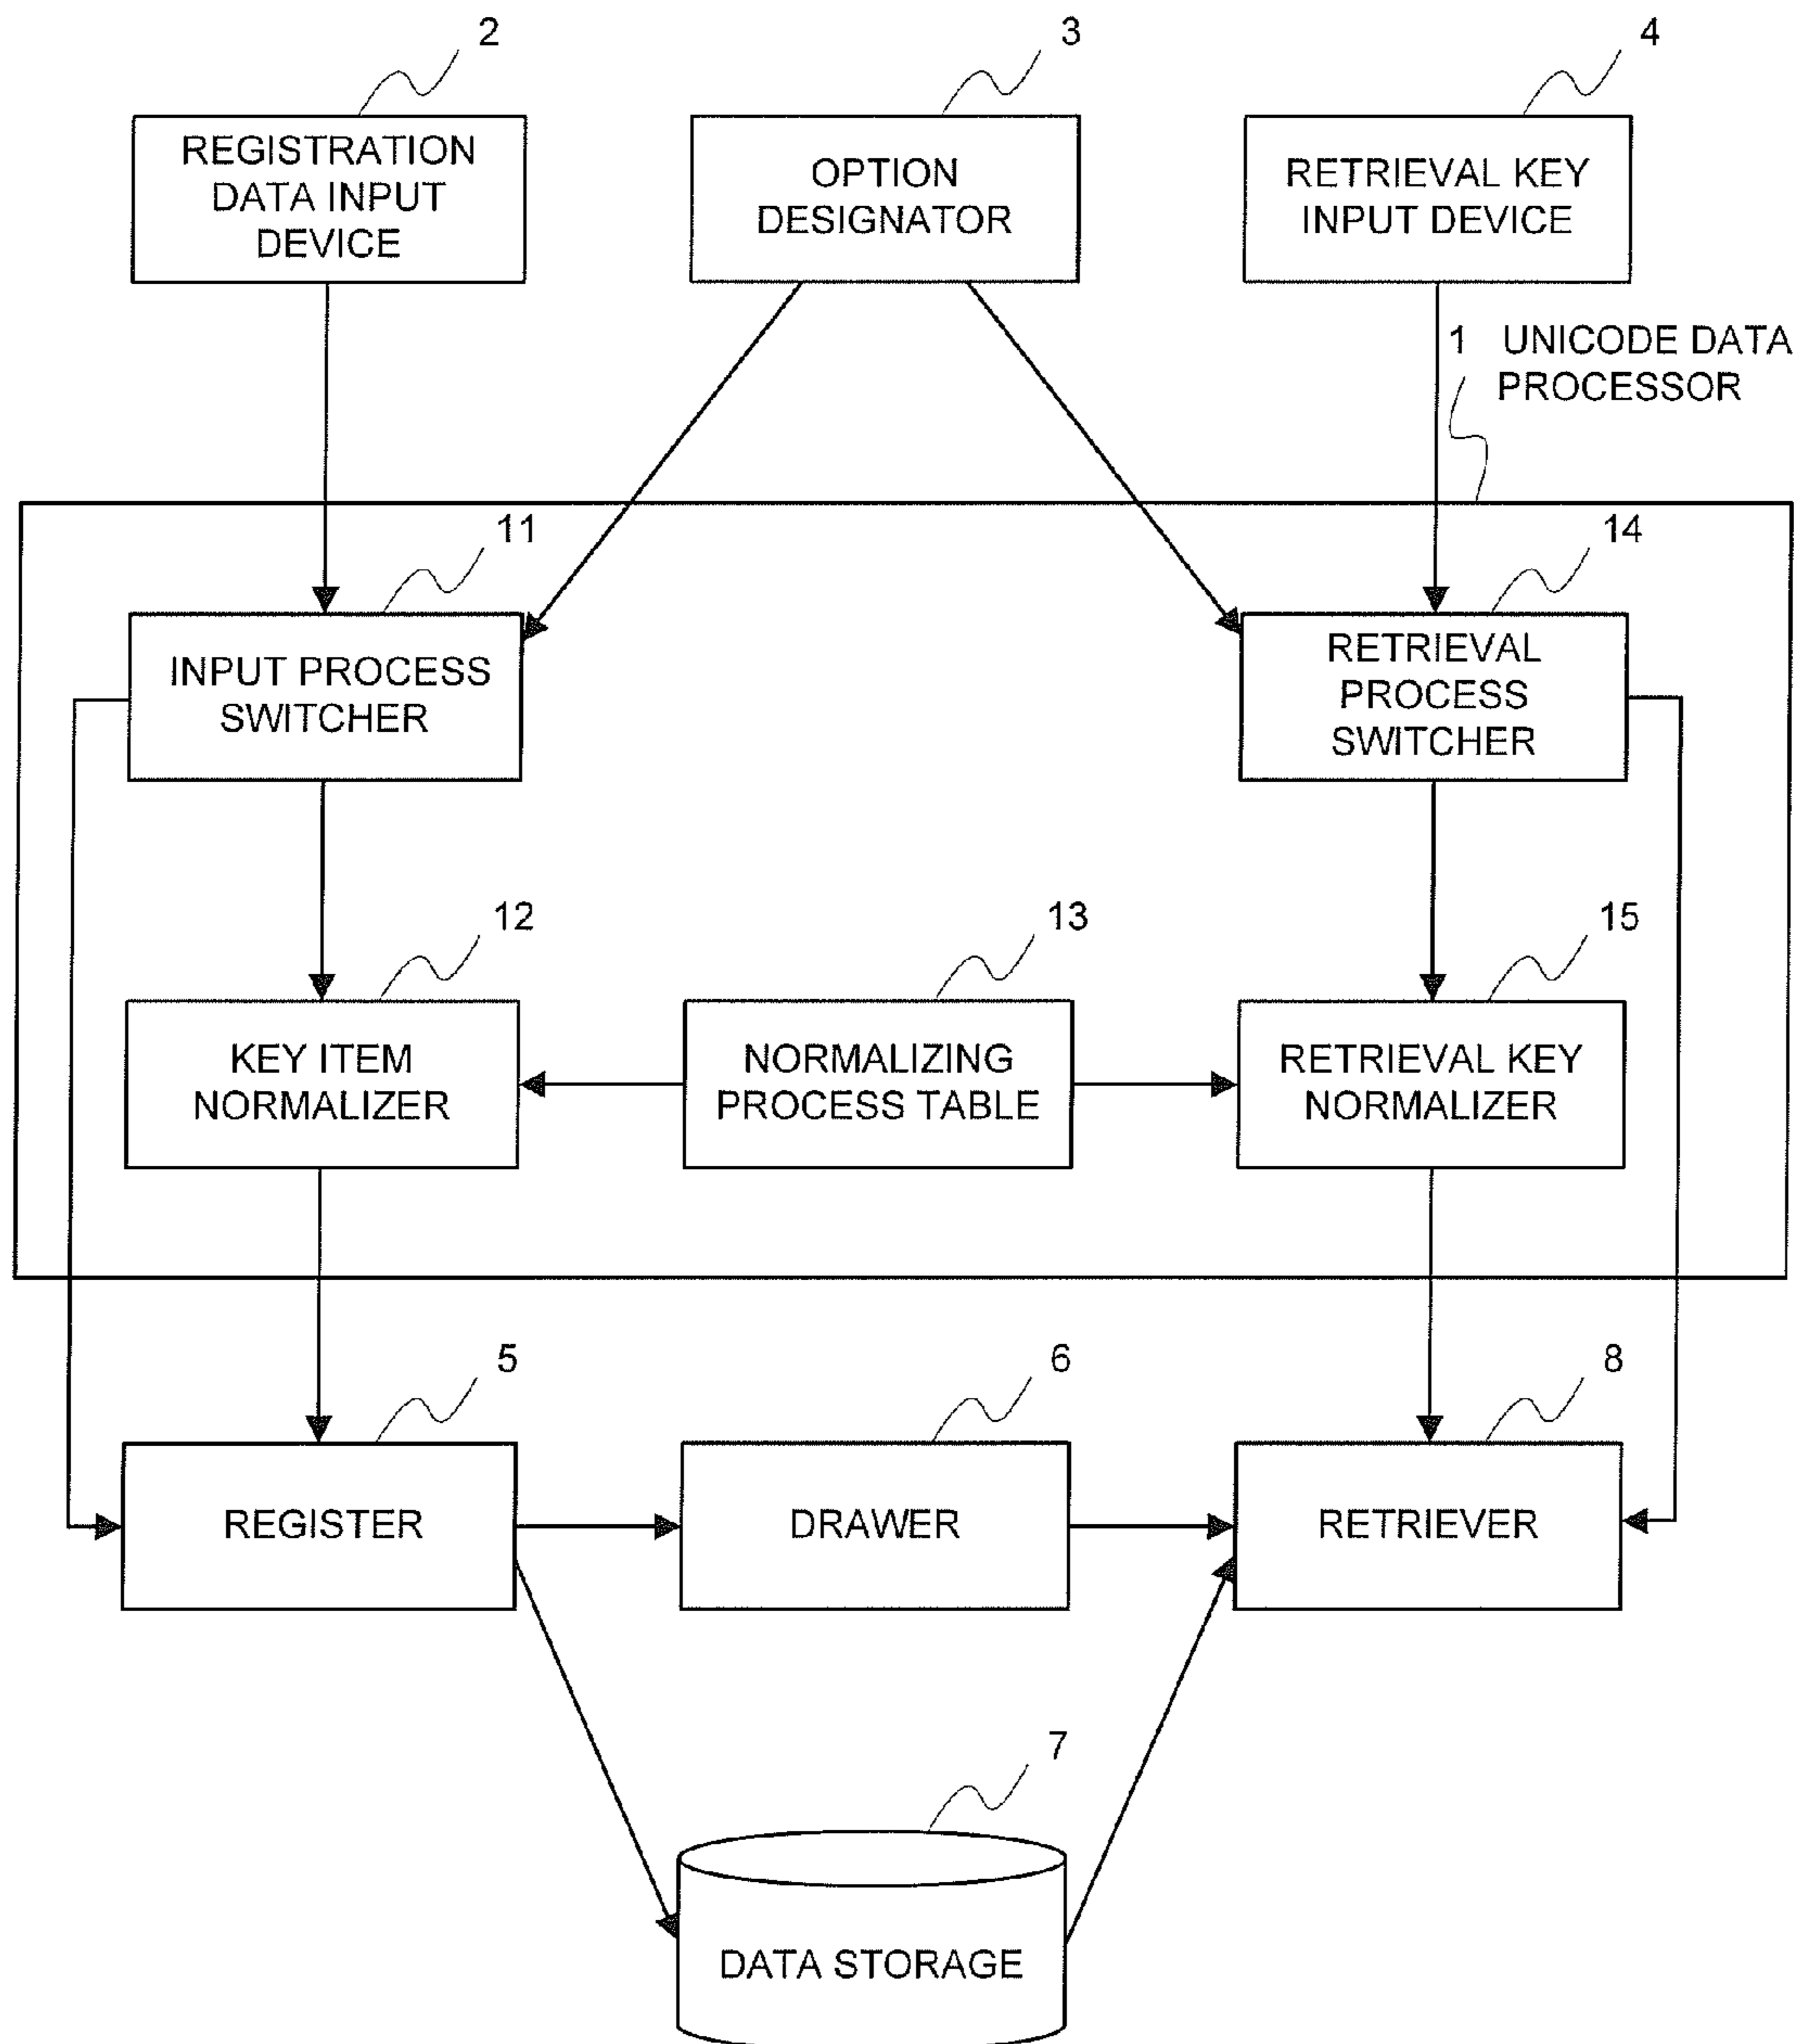 2
3
4
REGISTRATION
DATA INPUT
DEVICE
OPTION
DESIGNATOR
RETRIEVAL KEY
INPUT DEVICE
1 UNICODE DATA
PROCESSOR
11
14
INPUT PROCESS
SWITCHER
RETRIEVAL
PROCESS
SWITCHER
12
13
15
KEY ITEM
NORMALIZER
NORMALIZING
PROCESS TABLE
RETRIEVAL KEY
NORMALIZER
5
6
8
REGISTER
DRAWER
RETRIEVER
7
DATA STORAGE